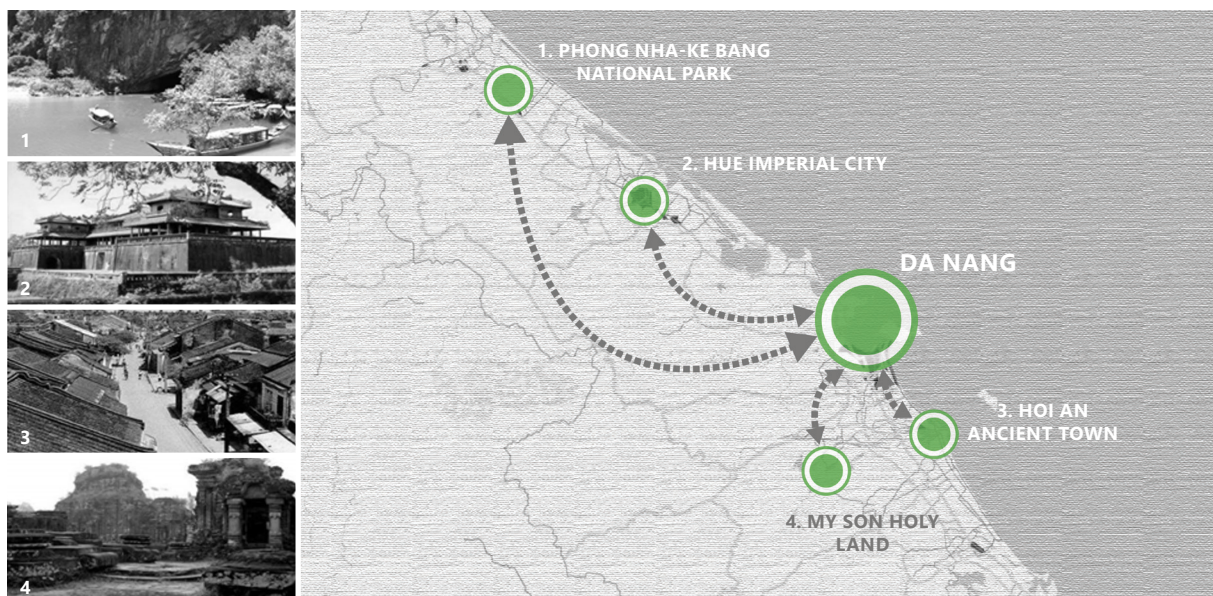 1
2
3
4
1. PHONG NHA-KE BANG
NATIONAL PARK
2. HUE IMPERIAL CITY
DA NANG
3. HOI AN
ANCIENT TOWN
4. MY SON HOLY
LAND